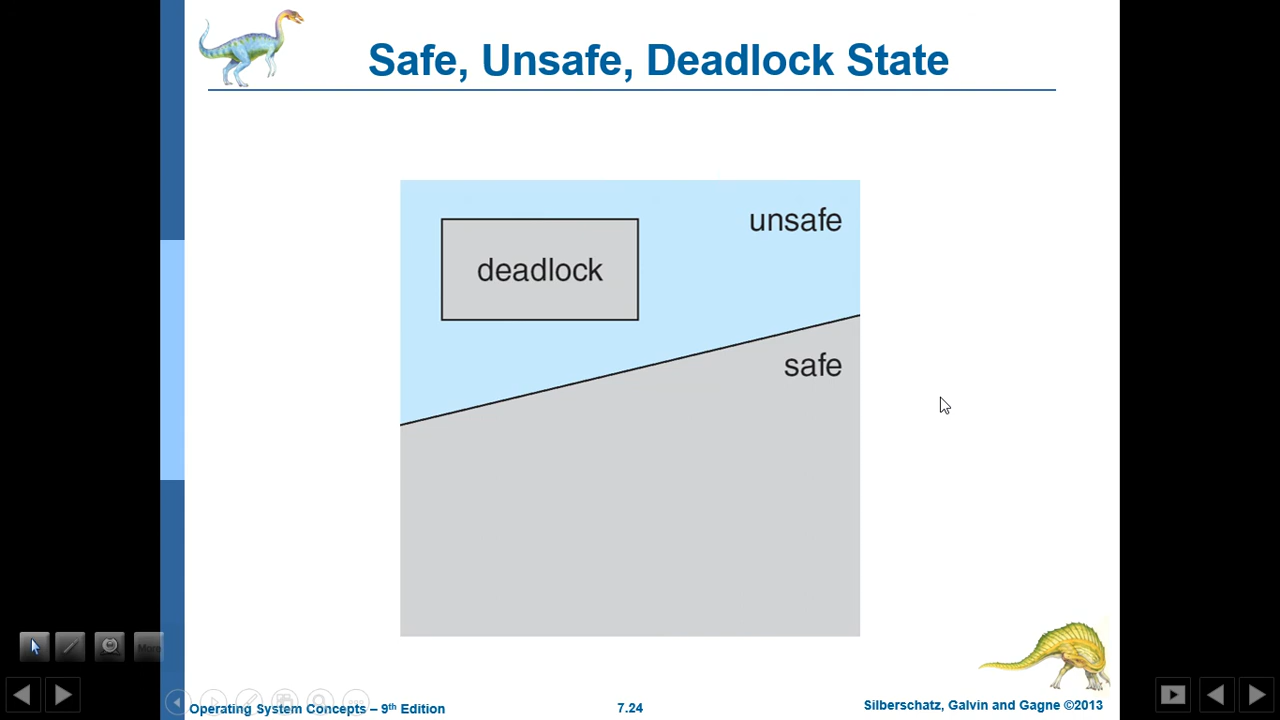 Safe, Unsafe, Deadlock State
unsafe
deadlock
safe
More
Operating System Concepts – 9th Edition
7.24
Silberschatz, Galvin and Gagne ©2013